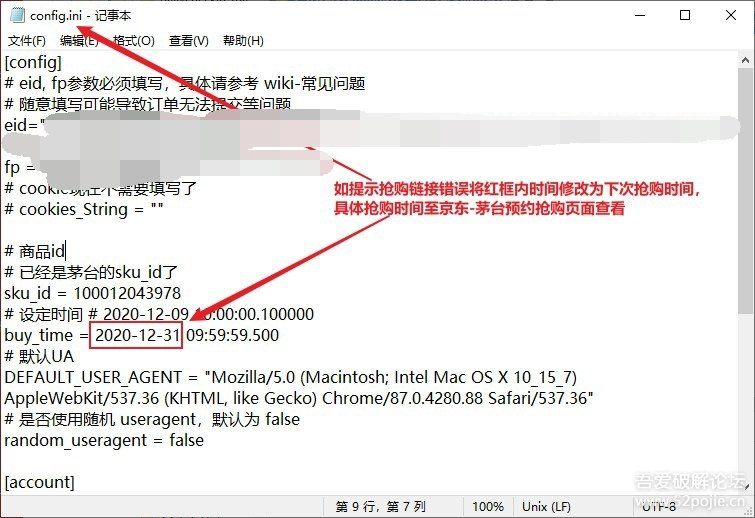 config.ini - 记事本
文件(F) 编辑(E) 格式(O) 查看(V) 帮助(H)
[config]
# eid, fp参数必须填写，具体请参考 wiki-常见问题
# 随意填写可能导致订单无法提交等问题
eid="
fp =
# cookie现在不需要填写了
# cookies_String = ""
如提示抢购链接错误将红框内时间修改为下次抢购时间，
具体抢购时间至京东-茅台预约抢购页面查看
# 商品id
# 已经是茅台的sku_id了
sku_id = 100012043978
# 设定时间 # 2020-12-09 10:00:00.100000
buy_time = 2020-12-31 09:59:59.500
# 默认UA
DEFAULT_USER_AGENT = "Mozilla/5.0 (Macintosh; Intel Mac OS X 10_15_7)
AppleWebKit/537.36 (KHTML, like Gecko) Chrome/87.0.4280.88 Safari/537.36"
# 是否使用随机 useragent，默认为 false
random_useragent = false
[account]
第 9 行，第 7 列 100% Unix (LF) UTF-8
吾爱破解论坛
www.52pojie.cn